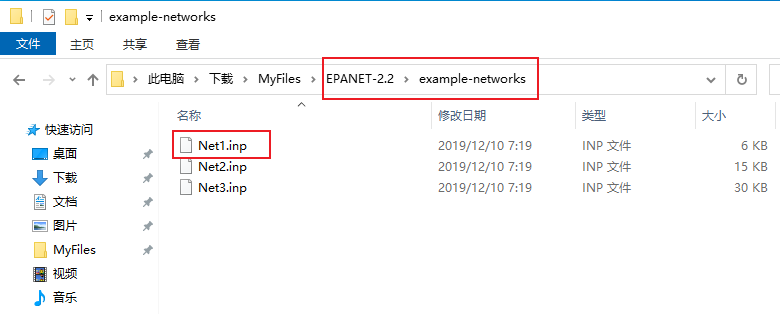 example-networks
文件 主页 共享 查看
此电脑 下载 MyFiles EPANET-2.2 example-networks
名称 修改日期 类型 大小
快速访问
桌面
下载
文档
图片
MyFiles
视频
音乐
Net1.inp 2019/12/10 7:19 INP 文件 6 KB
Net2.inp 2019/12/10 7:19 INP 文件 15 KB
Net3.inp 2019/12/10 7:19 INP 文件 30 KB